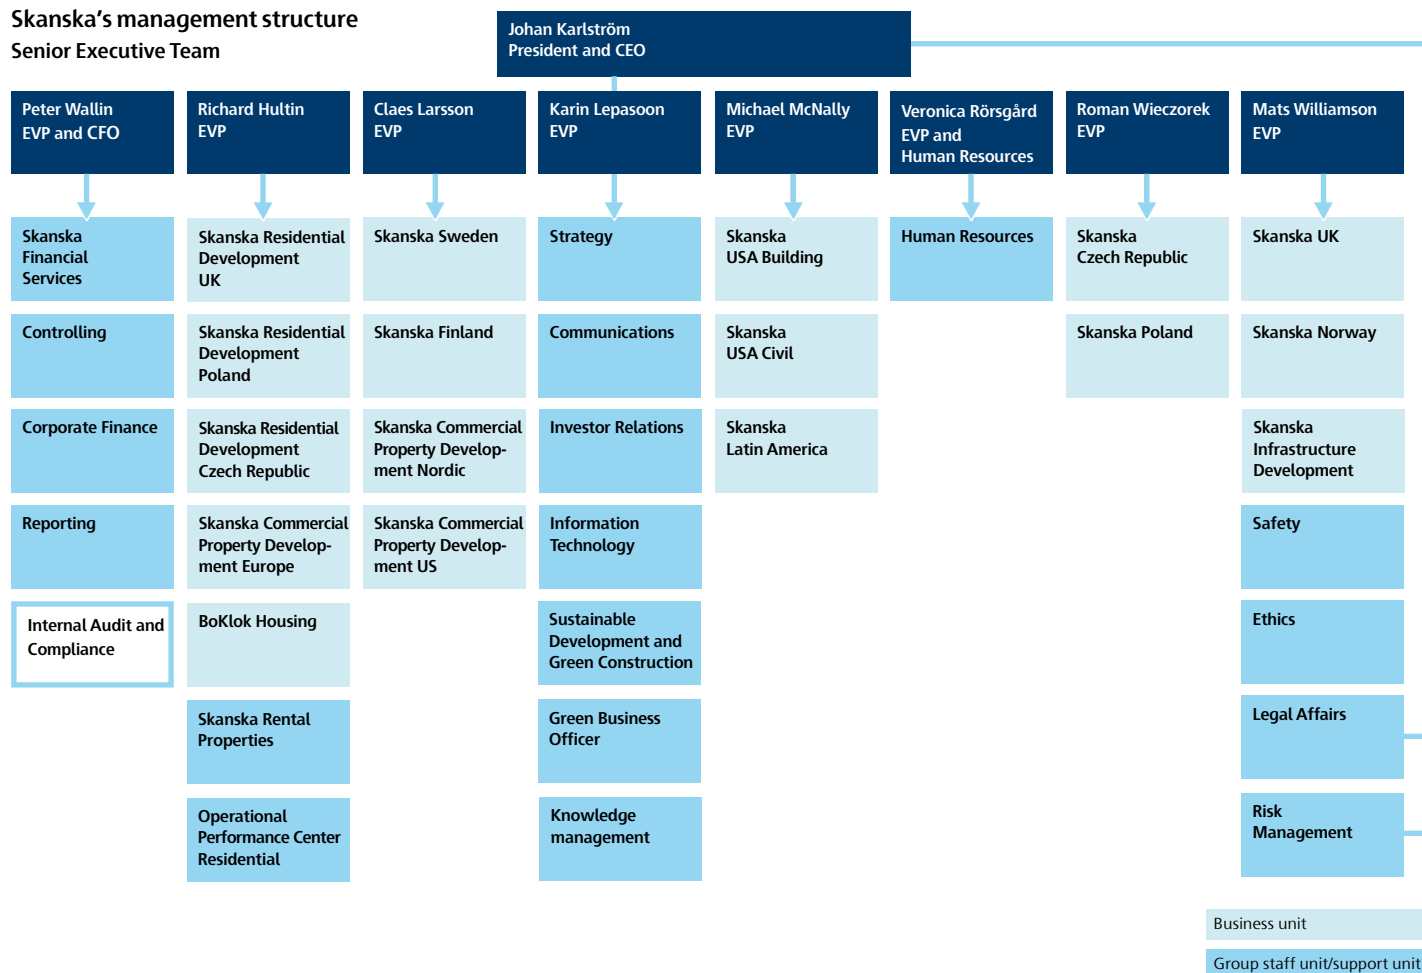 Skanska's management structure
Senior Executive Team
Johan Karlström
President and CEO
Peter Wallin
EVP and CFO
Richard Hultin
EVP
Claes Larsson
EVP
Karin Lepasoon
EVP
Michael McNally
EVP
Veronica Rörsgård
EVP and
Human Resources
Roman Wieczorek
EVP
Mats Williamson
EVP
Skanska
Financial
Services
Controlling
Corporate Finance
Reporting
Internal Audit and
Compliance
Skanska Residential
Development
UK
Skanska Residential
Development
Poland
Skanska Residential
Development
Czech Republic
Skanska Commercial
Property Develop-
ment Europe
BoKlok Housing
Skanska Rental
Properties
Operational
Performance Center
Residential
Skanska Sweden
Skanska Finland
Skanska Commercial
Property Develop-
ment Nordic
Skanska Commercial
Property Develop-
ment US
Strategy
Communications
Investor Relations
Information
Technology
Sustainable
Development and
Green Construction
Green Business
Officer
Knowledge
management
Skanska
USA Building
Skanska
USA Civil
Skanska
Latin America
Human Resources
Skanska
Czech Republic
Skanska Poland
Skanska UK
Skanska Norway
Skanska
Infrastructure
Development
Safety
Ethics
Legal Affairs
Risk
Management
Business unit
Group staff unit/support unit